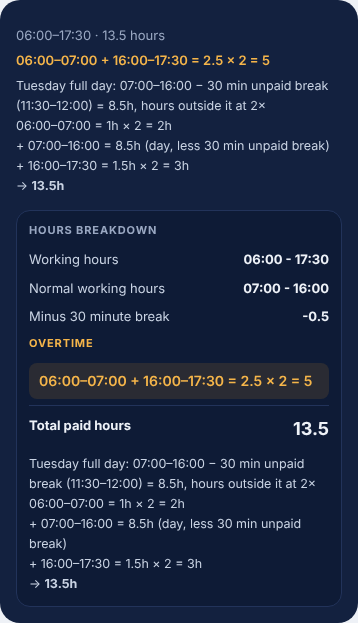 06:00–17:30 · 13.5 hours
06:00–07:00 + 16:00–17:30 = 2.5 × 2 = 5
Tuesday full day: 07:00–16:00 − 30 min unpaid break
(11:30–12:00) = 8.5h, hours outside it at 2×
06:00–07:00 = 1h × 2 = 2h
+ 07:00–16:00 = 8.5h (day, less 30 min unpaid break)
+ 16:00–17:30 = 1.5h × 2 = 3h
→ 13.5h
HOURS BREAKDOWN
Working hours 06:00 - 17:30
Normal working hours 07:00 - 16:00
Minus 30 minute break -0.5
OVERTIME
06:00–07:00 + 16:00–17:30 = 2.5 × 2 = 5
Total paid hours 13.5
Tuesday full day: 07:00–16:00 − 30 min unpaid
break (11:30–12:00) = 8.5h, hours outside it at 2×
06:00–07:00 = 1h × 2 = 2h
+ 07:00–16:00 = 8.5h (day, less 30 min unpaid
break)
+ 16:00–17:30 = 1.5h × 2 = 3h
→ 13.5h